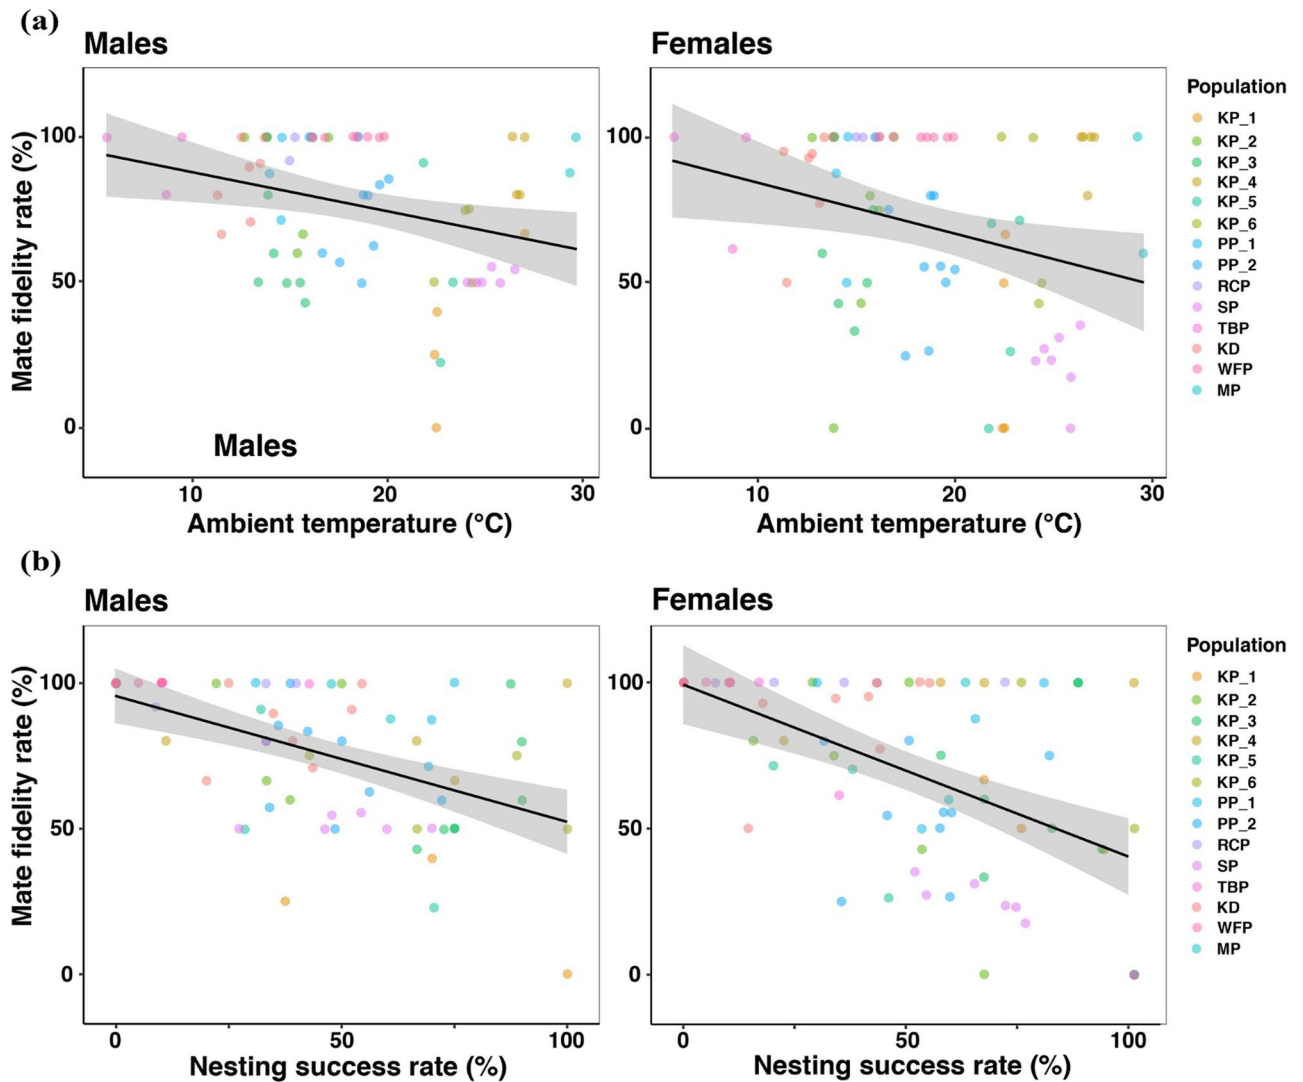 (a)
Males
Females
Mate fidelity rate (%)
100
50
0
Males
10
20
30
Ambient temperature (°C)
100
50
0
10
20
30
Ambient temperature (°C)
Population
KP_1
KP_2
KP_3
KP_4
KP_5
KP_6
PP_1
PP_2
RCP
SP
TBP
KD
WFP
MP
(b)
Males
Females
Mate fidelity rate (%)
100
50
0
0
50
100
Nesting success rate (%)
100
50
0
0
50
100
Nesting success rate (%)
Population
KP_1
KP_2
KP_3
KP_4
KP_5
KP_6
PP_1
PP_2
RCP
SP
TBP
KD
WFP
MP